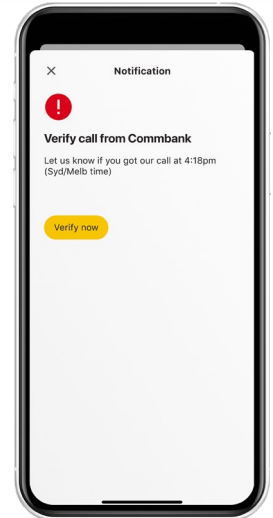 Notification
Verify call from Commbank
Let us know if you got our call at 4:18pm
(Syd/Melb time)
Verify now